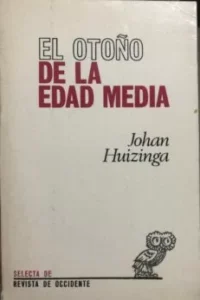 EL OTOÑO
DE LA
EDAD MEDIA
Johan
Huizinga
SELECTA DE
REVISTA DE OCCIDENTE